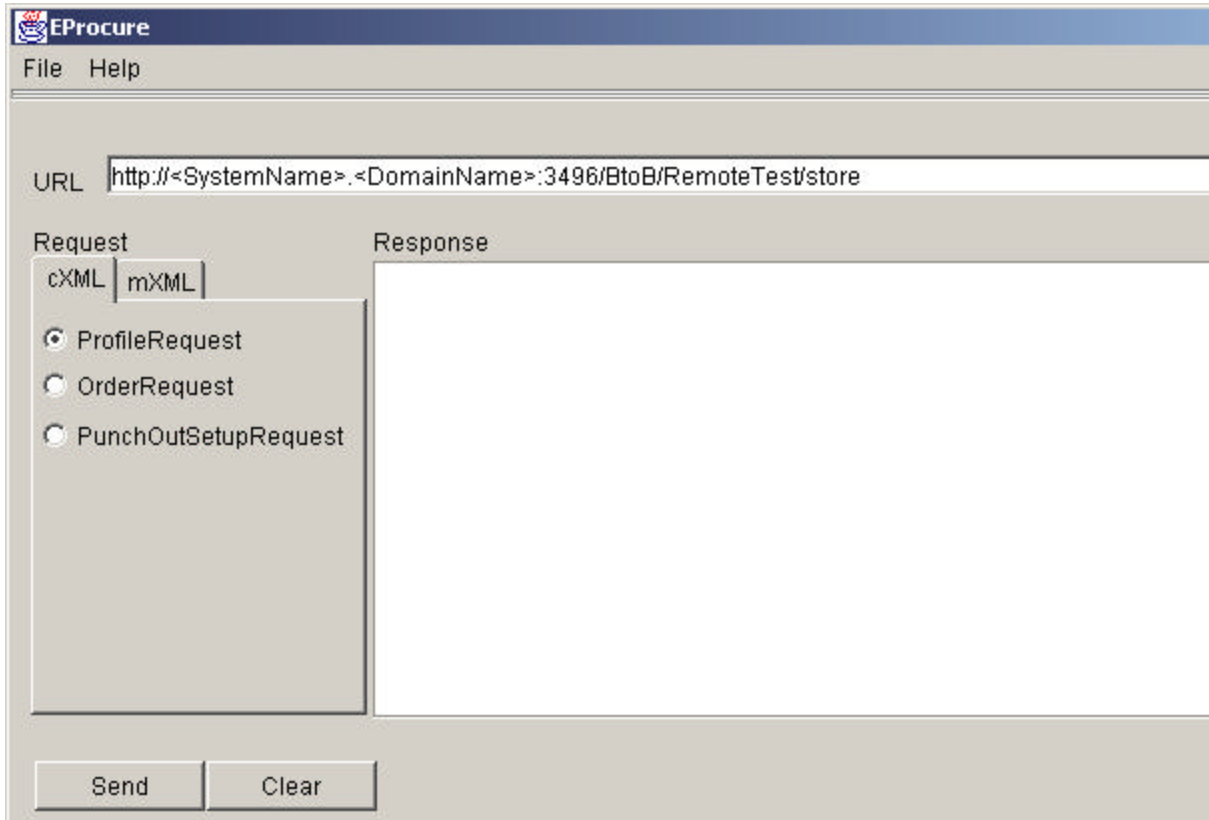 EProcure
File Help
URL http://<SystemName>.<DomainName>:3496/BtoB/RemoteTest/store
Request Response
cXML mXML
ProfileRequest
OrderRequest
PunchOutSetupRequest
Send Clear